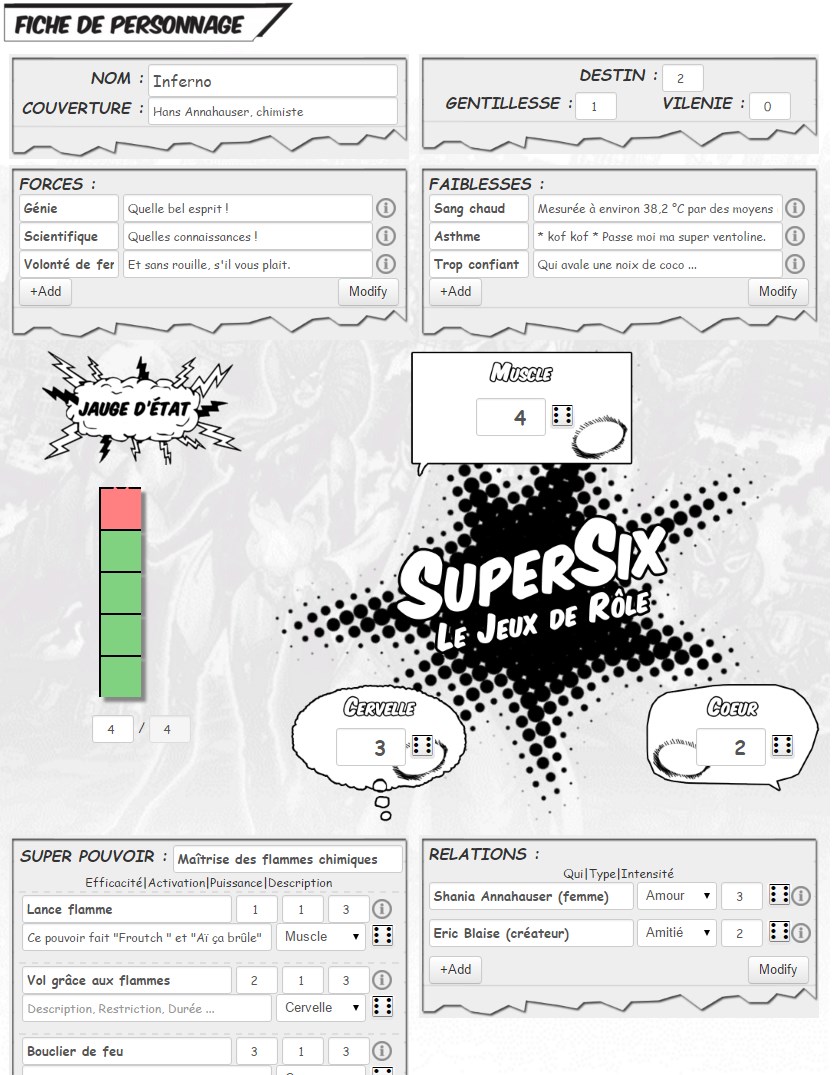 FICHE DE PERSONNAGE
NOM : Inferno
COUVERTURE : Hans Annahauser, chimiste
DESTIN : 2
GENTILLESSE : 1 VILENIE : 0
FORCES :
Génie Quelle bel esprit !
Scientifique Quelles connaissances !
Volonté de fer Et sans rouille, s'il vous plait.
+Add Modify
FAIBLESSES :
Sang chaud Mesurée à environ 38,2 °C par des moyens
Asthme * kof kof * Passe moi ma super ventoline.
Trop confiant Qui avale une noix de coco ...
+Add Modify
JAUGE D'ÉTAT
4 / 4
MUSCLE
4
SUPERSIX
LE JEUX DE RÔLE
CERVELLE
3
COEUR
2
SUPER POUVOIR : Maîtrise des flammes chimiques
Efficacité|Activation|Puissance|Description
Lance flamme 1 1 3
Ce pouvoir fait "Froutch " et "Aï ça brûle" Muscle
Vol grâce aux flammes 2 1 3
Description, Restriction, Durée ... Cervelle
Bouclier de feu 3 1 3
RELATIONS :
Qui|Type|Intensité
Shania Annahauser (femme) Amour 3
Eric Blaise (créateur) Amitié 2
+Add Modify